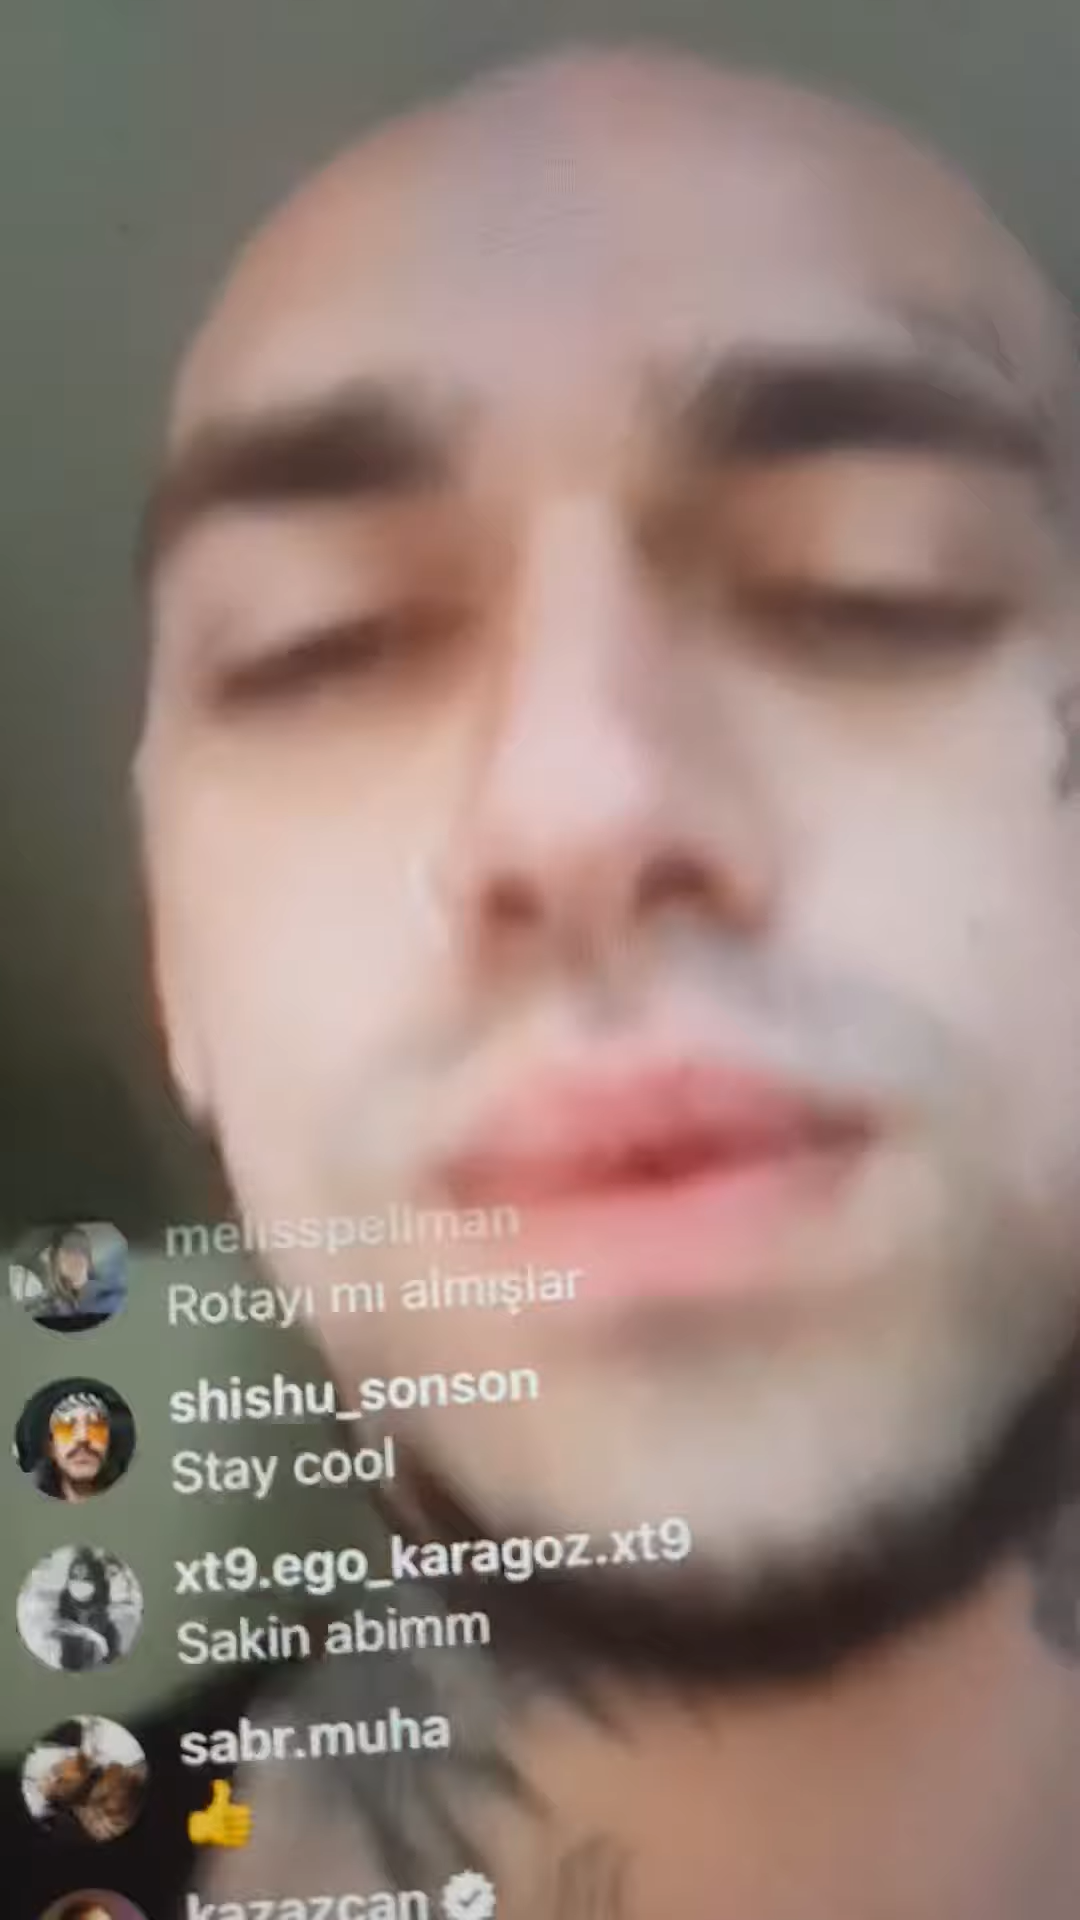 melisspellman
Rotayı mı almışlar
shishu_sonson
Stay cool
xt9.ego_karagoz.xt9
Sakin abimm
sabr.muha
👍
kazazcan